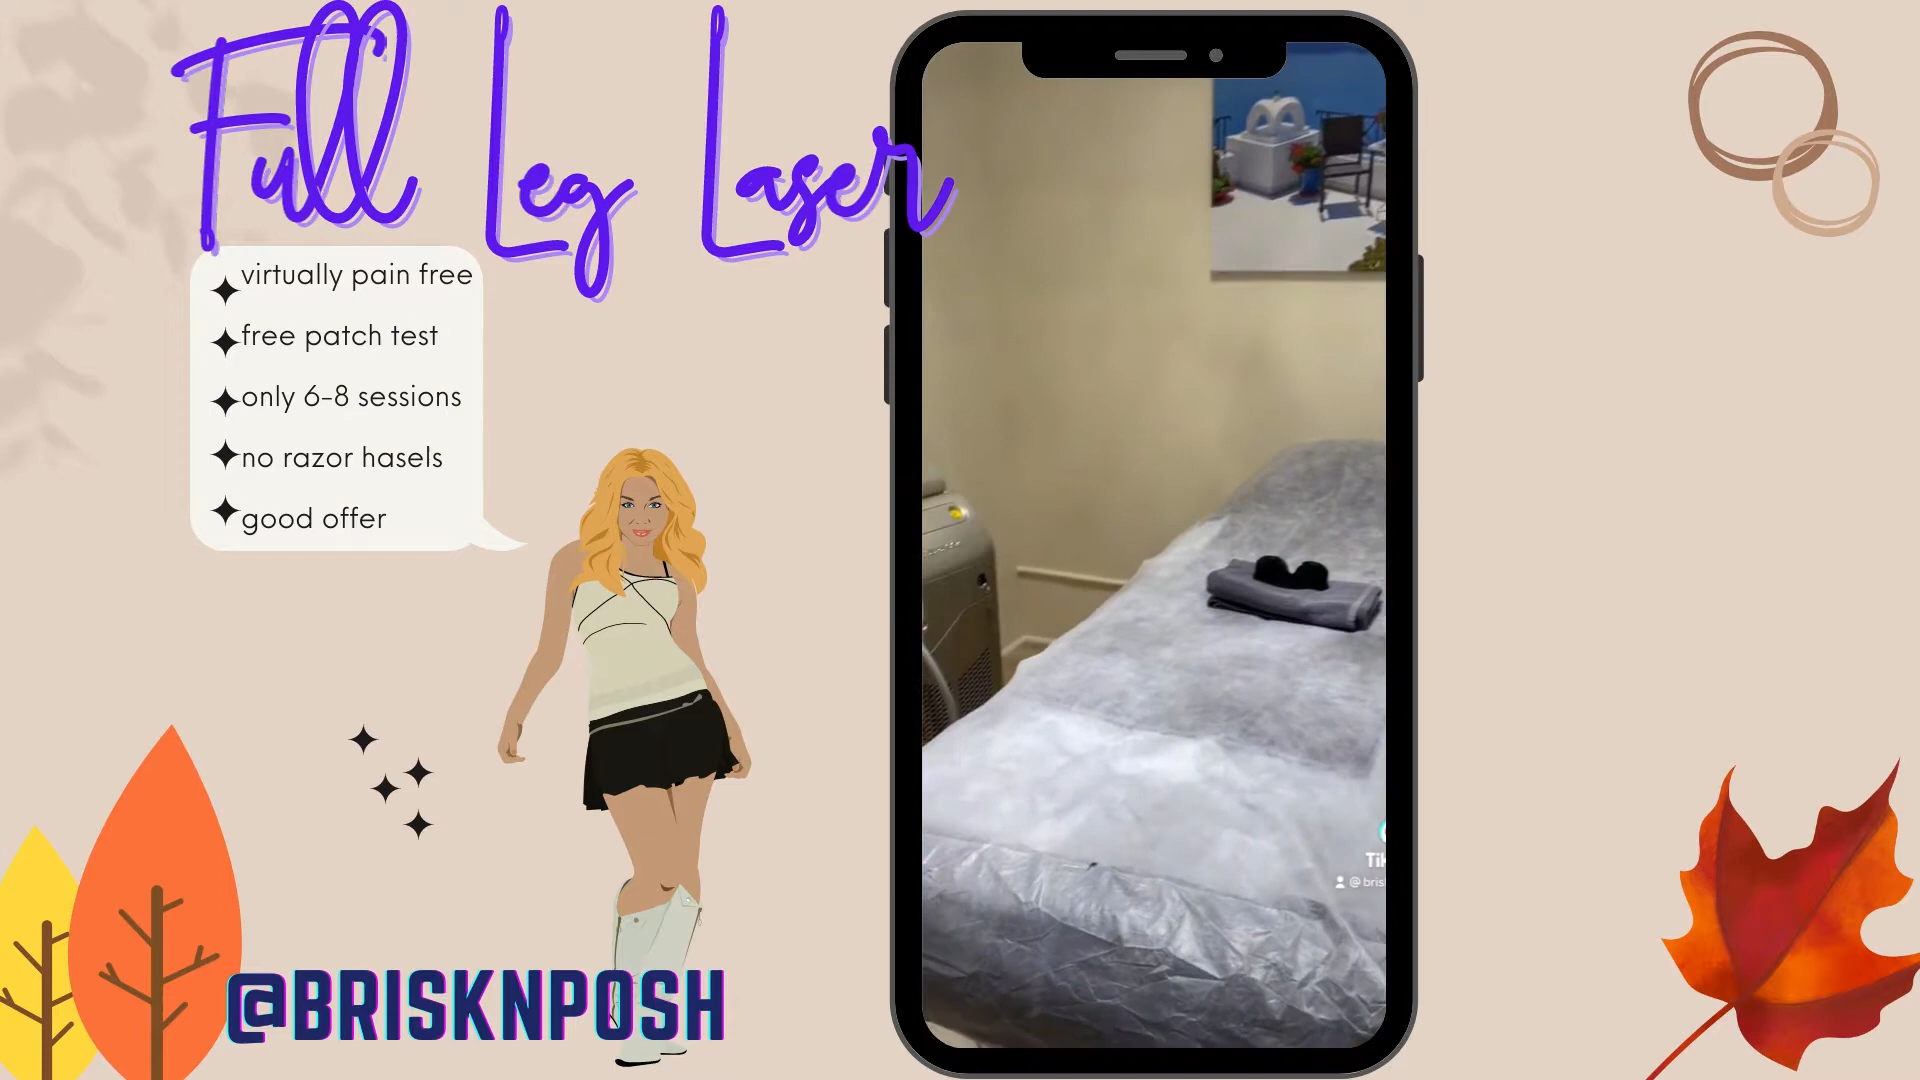 Full Leg Laser
virtually pain free
free patch test
only 6-8 sessions
no razor hasels
good offer
@BRISKNPOSH